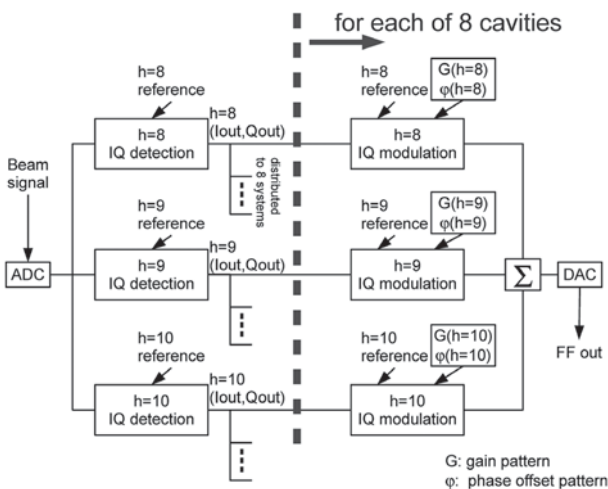 for each of 8 cavities
h=8
reference
h=8
IQ detection
h=8
(Iout,Qout)
distributed
to 8 systems
h=8
reference
G(h=8)
φ(h=8)
h=8
IQ modulation
Beam
signal
ADC
h=9
reference
h=9
IQ detection
h=9
(Iout,Qout)
h=9
reference
G(h=9)
φ(h=9)
h=9
IQ modulation
Σ
DAC
FF out
h=10
reference
h=10
IQ detection
h=10
(Iout,Qout)
h=10
reference
G(h=10)
φ(h=10)
h=10
IQ modulation
G: gain pattern
φ: phase offset pattern